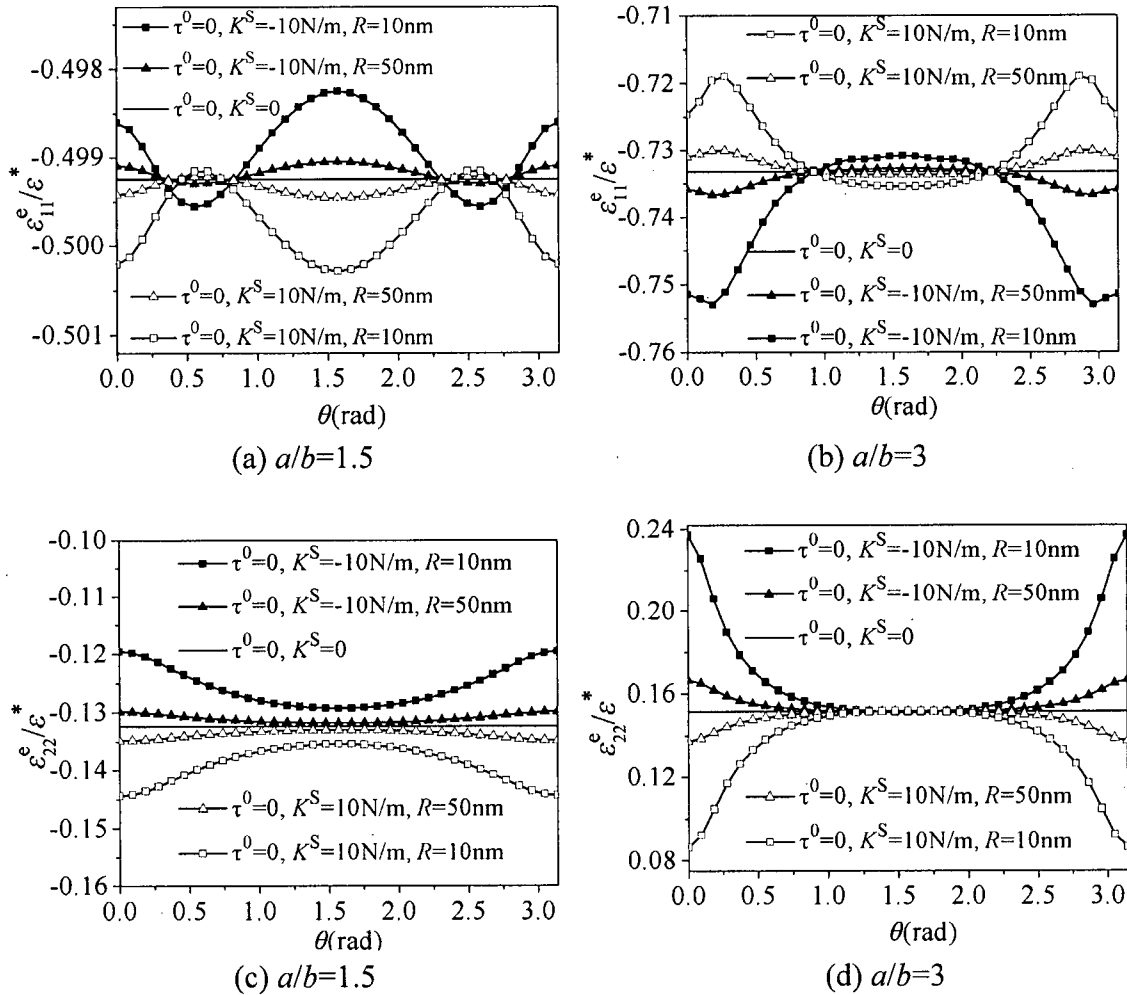 τ⁰=0, Kˢ=-10N/m, R=10nm
τ⁰=0, Kˢ=-10N/m, R=50nm
τ⁰=0, Kˢ=0
τ⁰=0, Kˢ=10N/m, R=50nm
τ⁰=0, Kˢ=10N/m, R=10nm
-0.498
-0.499
-0.500
-0.501
ε₁₁ᵉ/ε*
0.0 0.5 1.0 1.5 2.0 2.5 3.0
θ(rad)
(a) a/b=1.5
τ⁰=0, Kˢ=10N/m, R=10nm
τ⁰=0, Kˢ=10N/m, R=50nm
τ⁰=0, Kˢ=0
τ⁰=0, Kˢ=-10N/m, R=50nm
τ⁰=0, Kˢ=-10N/m, R=10nm
-0.71
-0.72
-0.73
-0.74
-0.75
-0.76
ε₁₁ᵉ/ε*
0.0 0.5 1.0 1.5 2.0 2.5 3.0
θ(rad)
(b) a/b=3
τ⁰=0, Kˢ=-10N/m, R=10nm
τ⁰=0, Kˢ=-10N/m, R=50nm
τ⁰=0, Kˢ=0
τ⁰=0, Kˢ=10N/m, R=50nm
τ⁰=0, Kˢ=10N/m, R=10nm
-0.10
-0.11
-0.12
-0.13
-0.14
-0.15
-0.16
ε₂₂ᵉ/ε*
0.0 0.5 1.0 1.5 2.0 2.5 3.0
θ(rad)
(c) a/b=1.5
τ⁰=0, Kˢ=-10N/m, R=10nm
τ⁰=0, Kˢ=-10N/m, R=50nm
τ⁰=0, Kˢ=0
τ⁰=0, Kˢ=10N/m, R=50nm
τ⁰=0, Kˢ=10N/m, R=10nm
0.24
0.20
0.16
0.12
0.08
ε₂₂ᵉ/ε*
0.0 0.5 1.0 1.5 2.0 2.5 3.0
θ(rad)
(d) a/b=3